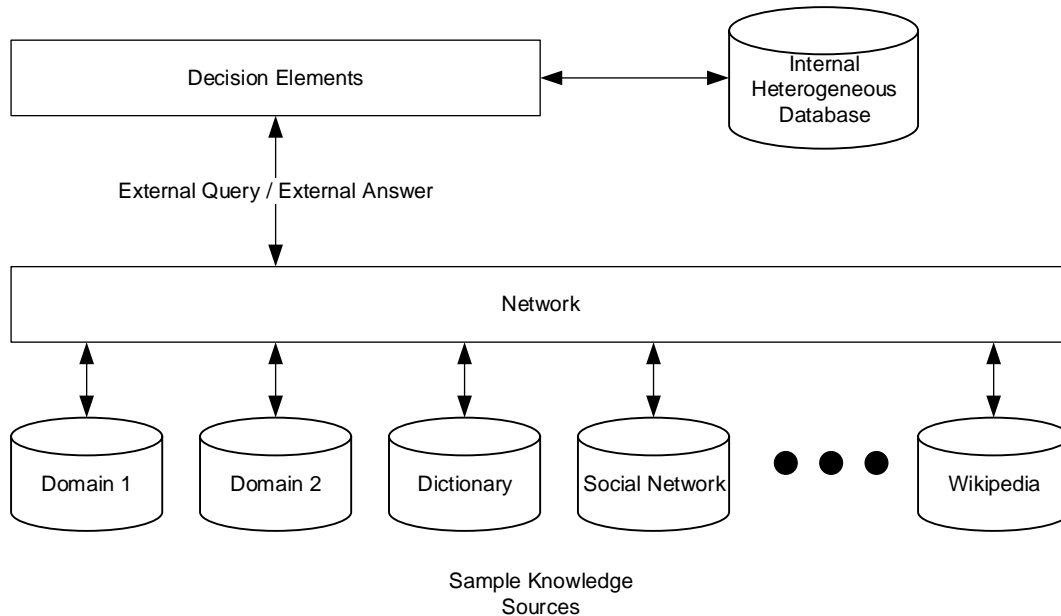 Decision Elements
Internal
Heterogeneous
Database
External Query / External Answer
Network
Domain 1
Domain 2
Dictionary
Social Network
Wikipedia
Sample Knowledge
Sources